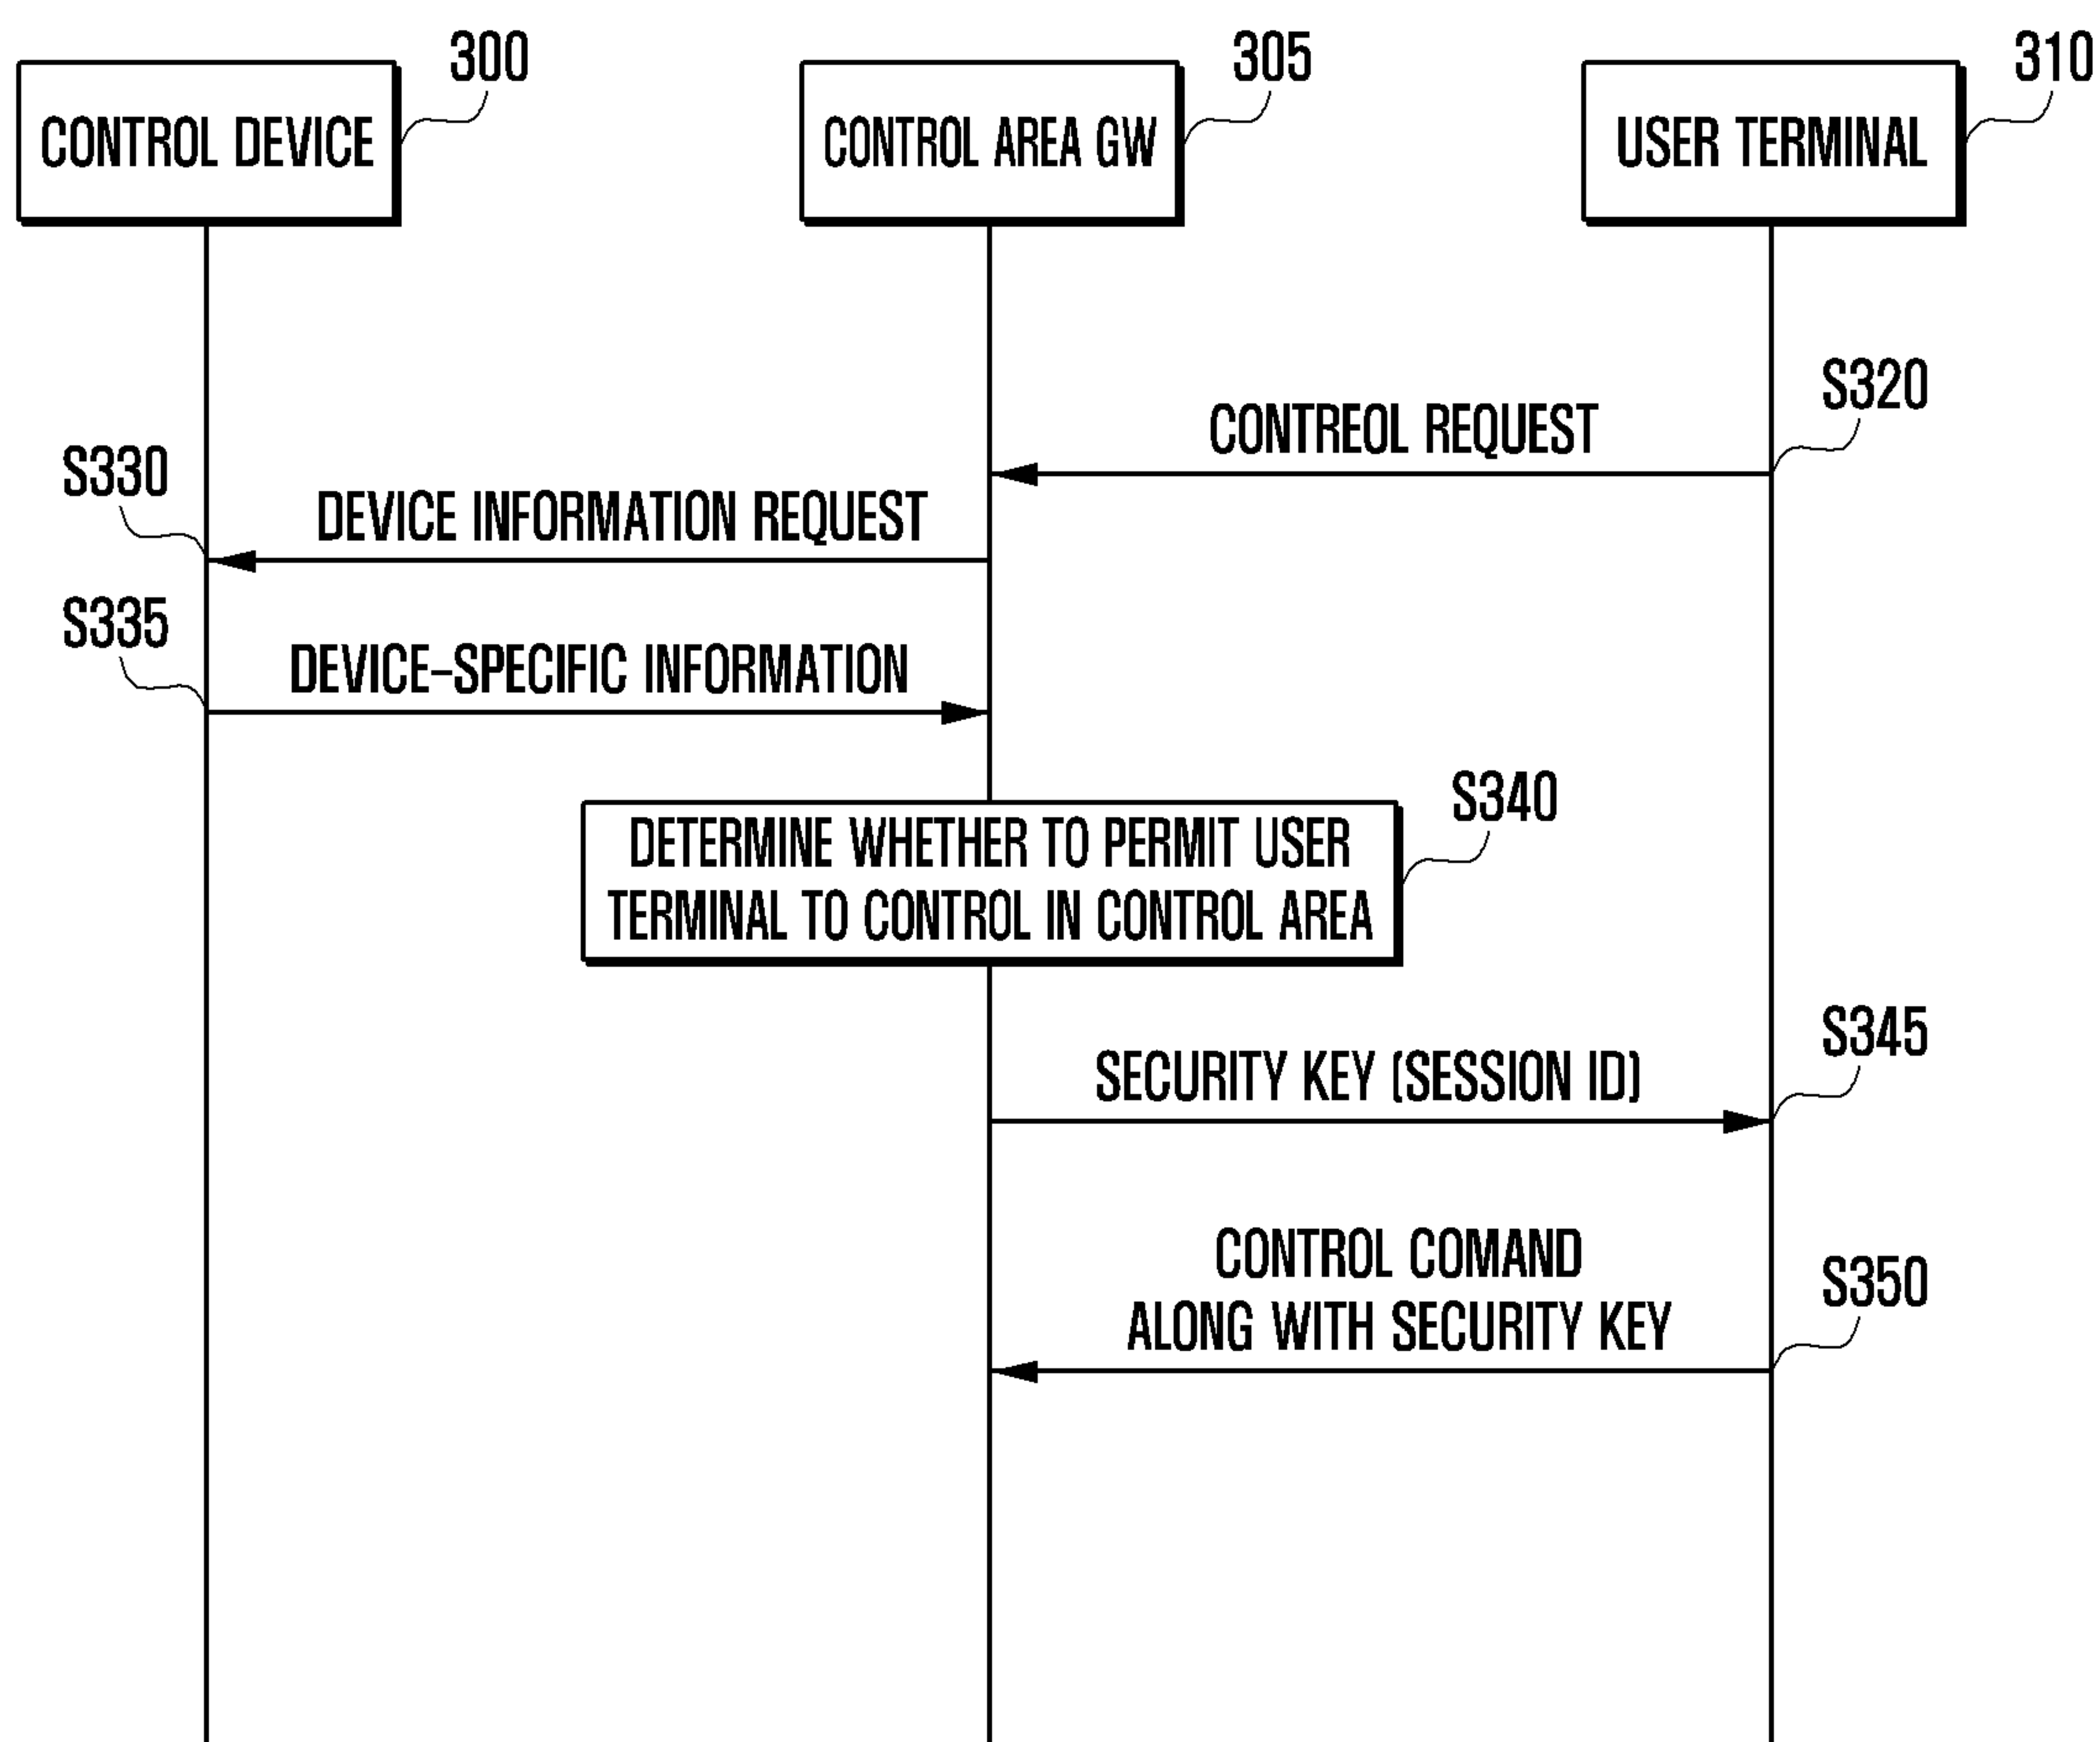 300
305
310
CONTROL DEVICE
CONTROL AREA GW
USER TERMINAL
S320
CONTREOL REQUEST
S330
DEVICE INFORMATION REQUEST
S335
DEVICE-SPECIFIC INFORMATION
S340
DETERMINE WHETHER TO PERMIT USER
TERMINAL TO CONTROL IN CONTROL AREA
S345
SECURITY KEY (SESSION ID)
CONTROL COMAND
S350
ALONG WITH SECURITY KEY